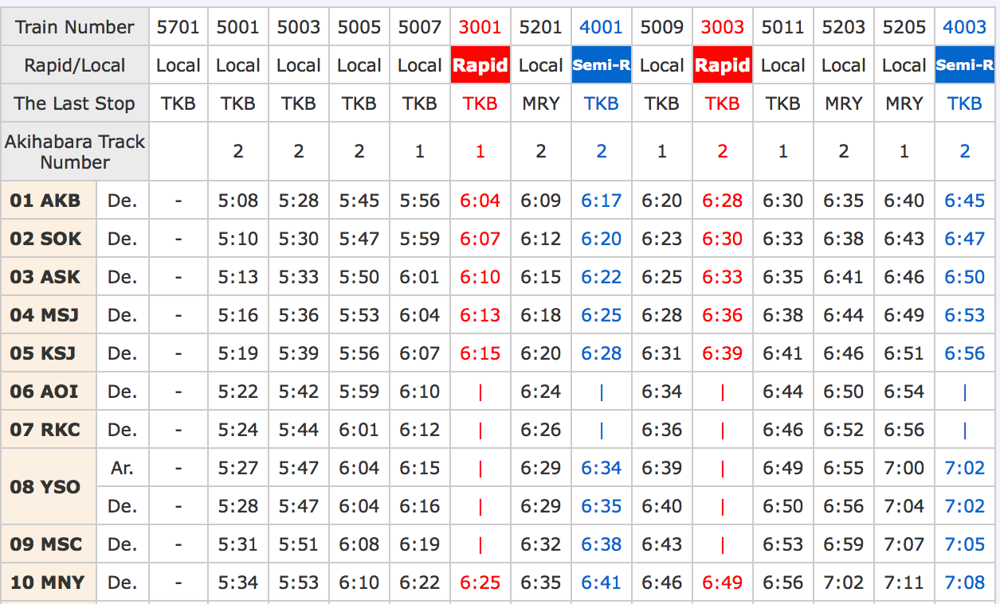 Train Number 5701 5001 5003 5005 5007 3001 5201 4001 5009 3003 5011 5203 5205 4003
Rapid/Local Local Local Local Local Local Rapid Local Semi-R Local Rapid Local Local Local Semi-R
The Last Stop TKB TKB TKB TKB TKB TKB MRY TKB TKB TKB TKB MRY MRY TKB
Akihabara Track
Number 2 2 2 1 1 2 2 1 2 1 2 1 2
01 AKB De. - 5:08 5:28 5:45 5:56 6:04 6:09 6:17 6:20 6:28 6:30 6:35 6:40 6:45
02 SOK De. - 5:10 5:30 5:47 5:59 6:07 6:12 6:20 6:23 6:30 6:33 6:38 6:43 6:47
03 ASK De. - 5:13 5:33 5:50 6:01 6:10 6:15 6:22 6:25 6:33 6:35 6:41 6:46 6:50
04 MSJ De. - 5:16 5:36 5:53 6:04 6:13 6:18 6:25 6:28 6:36 6:38 6:44 6:49 6:53
05 KSJ De. - 5:19 5:39 5:56 6:07 6:15 6:20 6:28 6:31 6:39 6:41 6:46 6:51 6:56
06 AOI De. - 5:22 5:42 5:59 6:10 | 6:24 | 6:34 | 6:44 6:50 6:54 |
07 RKC De. - 5:24 5:44 6:01 6:12 | 6:26 | 6:36 | 6:46 6:52 6:56 |
08 YSO Ar. - 5:27 5:47 6:04 6:15 | 6:29 6:34 6:39 | 6:49 6:55 7:00 7:02
De. - 5:28 5:47 6:04 6:16 | 6:29 6:35 6:40 | 6:50 6:56 7:04 7:02
09 MSC De. - 5:31 5:51 6:08 6:19 | 6:32 6:38 6:43 | 6:53 6:59 7:07 7:05
10 MNY De. - 5:34 5:53 6:10 6:22 6:25 6:35 6:41 6:46 6:49 6:56 7:02 7:11 7:08